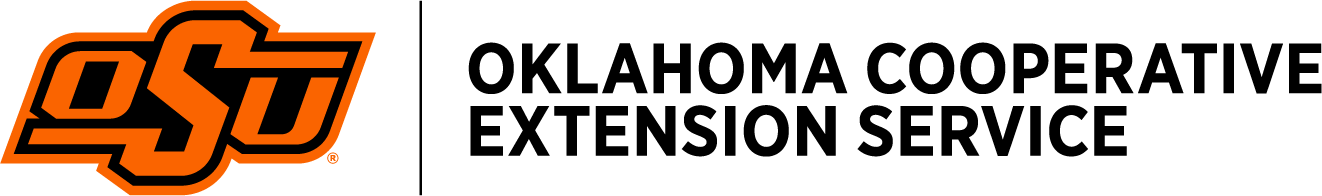 OSU®
OKLAHOMA COOPERATIVE
EXTENSION SERVICE